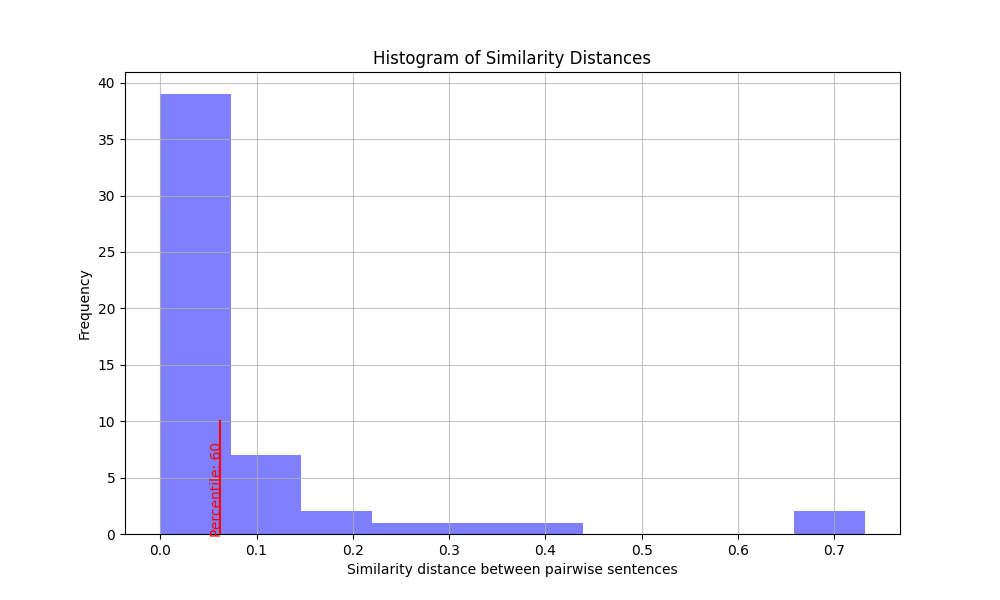 Histogram of Similarity Distances
Frequency
40
35
30
25
20
15
10
5
0
Percentile: 60
0.0 0.1 0.2 0.3 0.4 0.5 0.6 0.7
Similarity distance between pairwise sentences